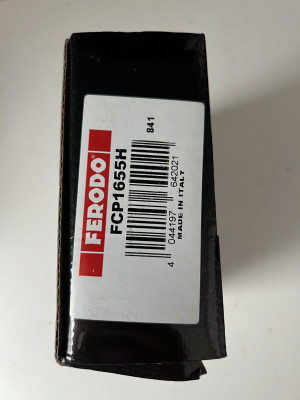 FERODO
FCP1655H
841
4 044197 642021
MADE IN ITALY